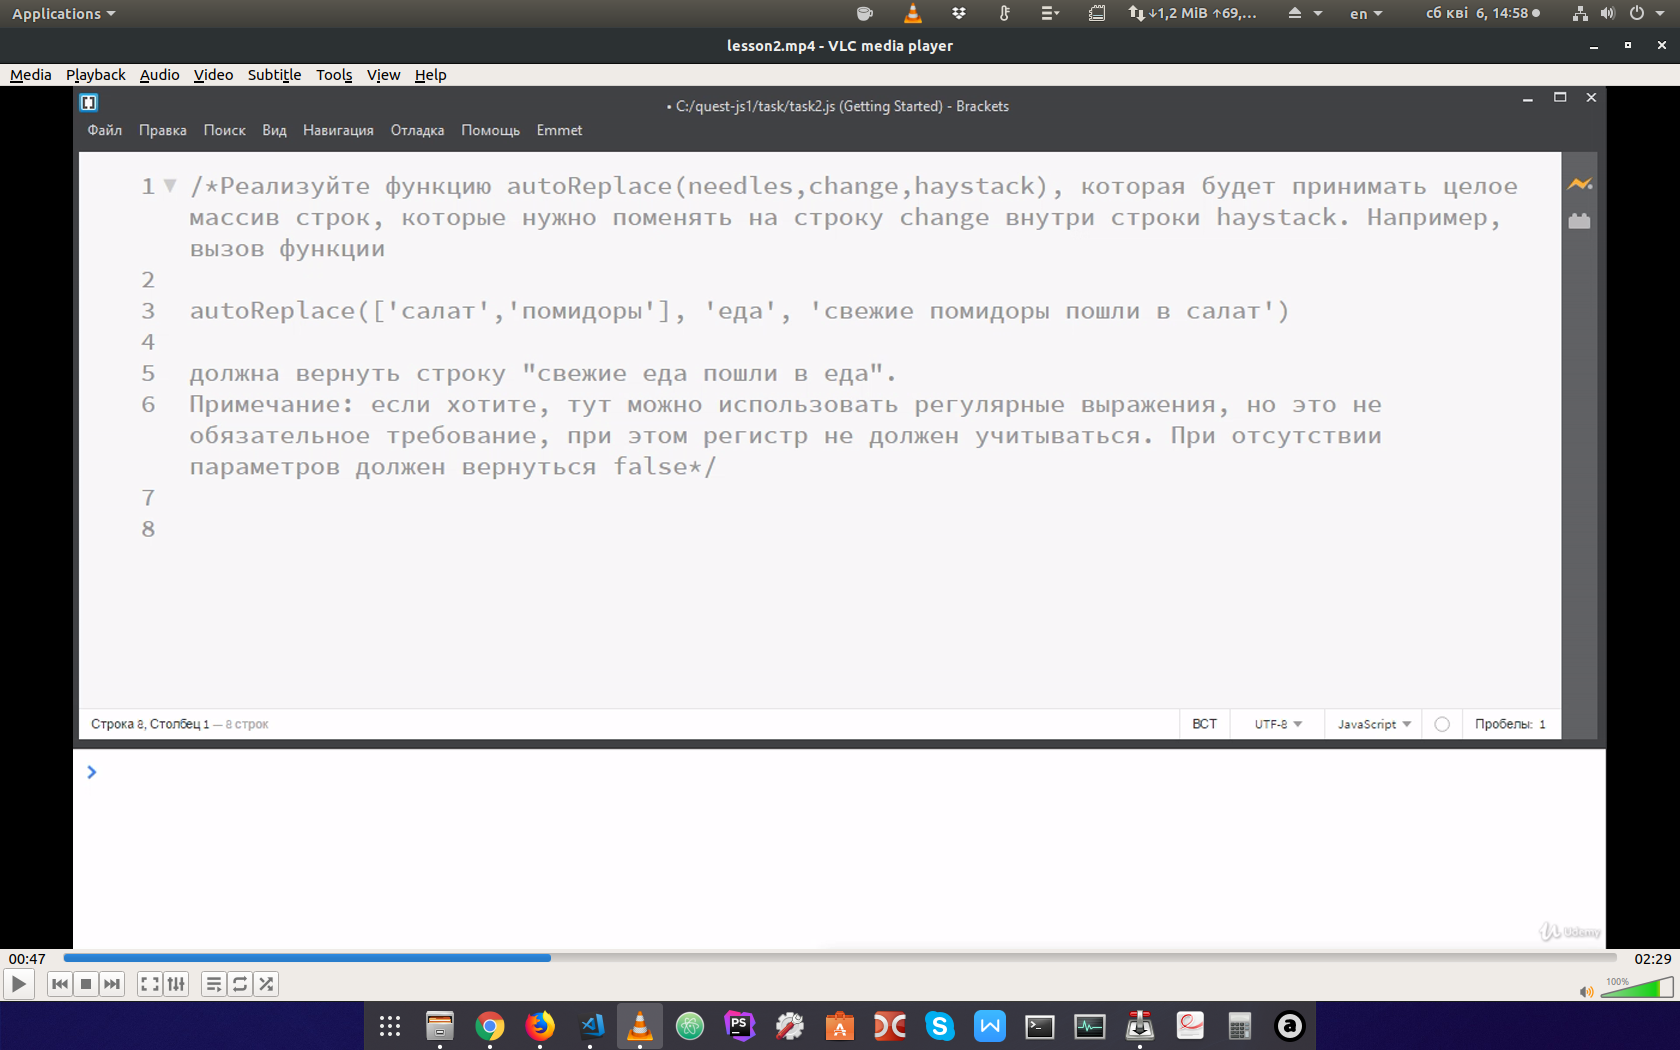 Applications
↓1,2 MiB ↑69,...
en
сб кві 6, 14:58
lesson2.mp4 - VLC media player
Media Playback Audio Video Subtitle Tools View Help
• C:/quest-js1/task/task2.js (Getting Started) - Brackets
Файл Правка Поиск Вид Навигация Отладка Помощь Emmet
1 /*Реализуйте функцию autoReplace(needles,change,haystack), которая будет принимать целое
массив строк, которые нужно поменять на строку change внутри строки haystack. Например,
вызов функции
2
3 autoReplace(['салат','помидоры'], 'еда', 'свежие помидоры пошли в салат')
4
5 должна вернуть строку "свежие еда пошли в еда".
6 Примечание: если хотите, тут можно использовать регулярные выражения, но это не
обязательное требование, при этом регистр не должен учитываться. При отсутствии
параметров должен вернуться false*/
7
8
Строка 8, Столбец 1 — 8 строк
ВСТ UTF-8 JavaScript Пробелы: 1
Udemy
00:47
02:29
100%
PS